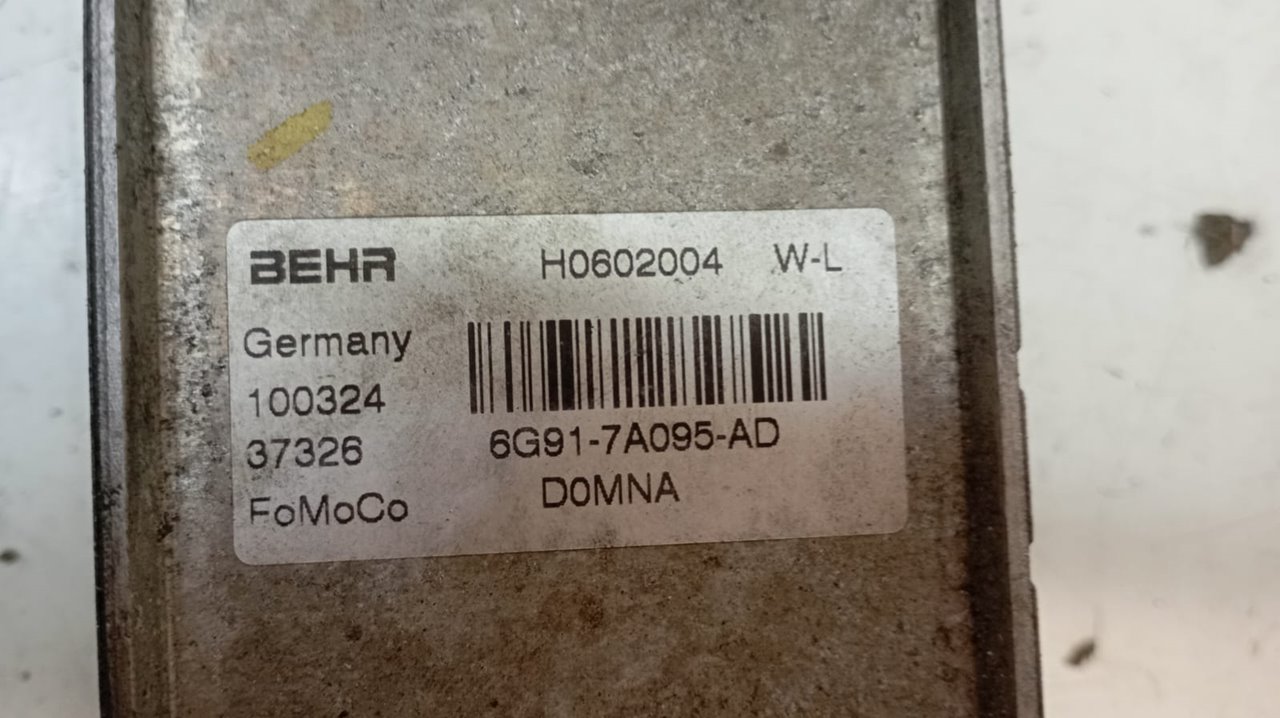 BEHR H0602004 W-L
Germany
100324
37326 6G91-7A095-AD
FoMoCo D0MNA